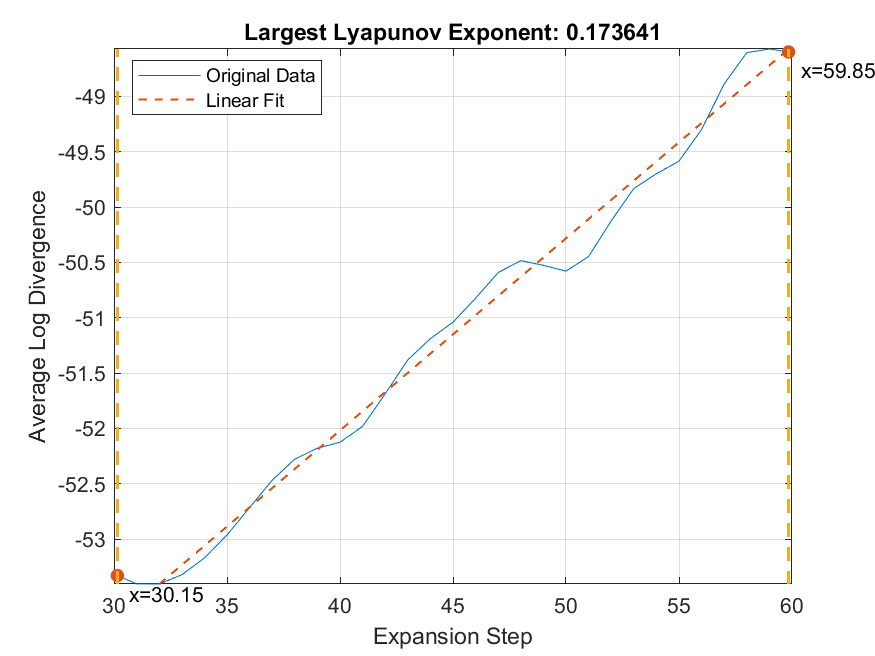 Largest Lyapunov Exponent: 0.173641
Original Data
Linear Fit
x=59.85
-49
-49.5
-50
-50.5
-51
-51.5
-52
-52.5
-53
Average Log Divergence
x=30.15
30 35 40 45 50 55 60
Expansion Step